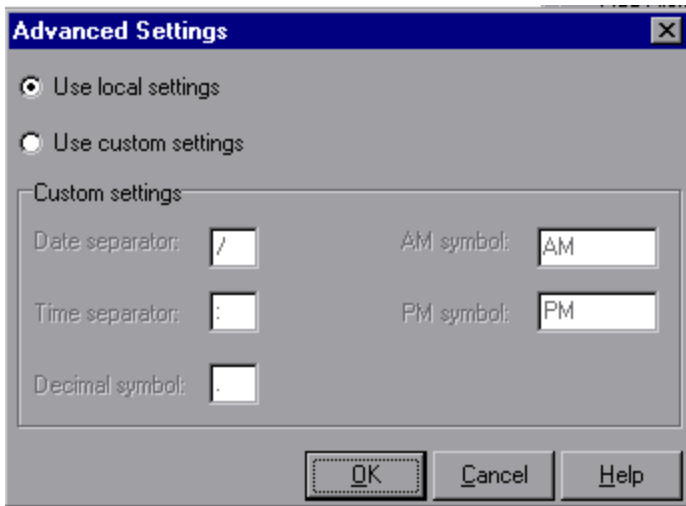 Advanced Settings
Use local settings
Use custom settings
Custom settings
Date separator: / AM symbol: AM
Time separator: : PM symbol: PM
Decimal symbol: .
OK Cancel Help